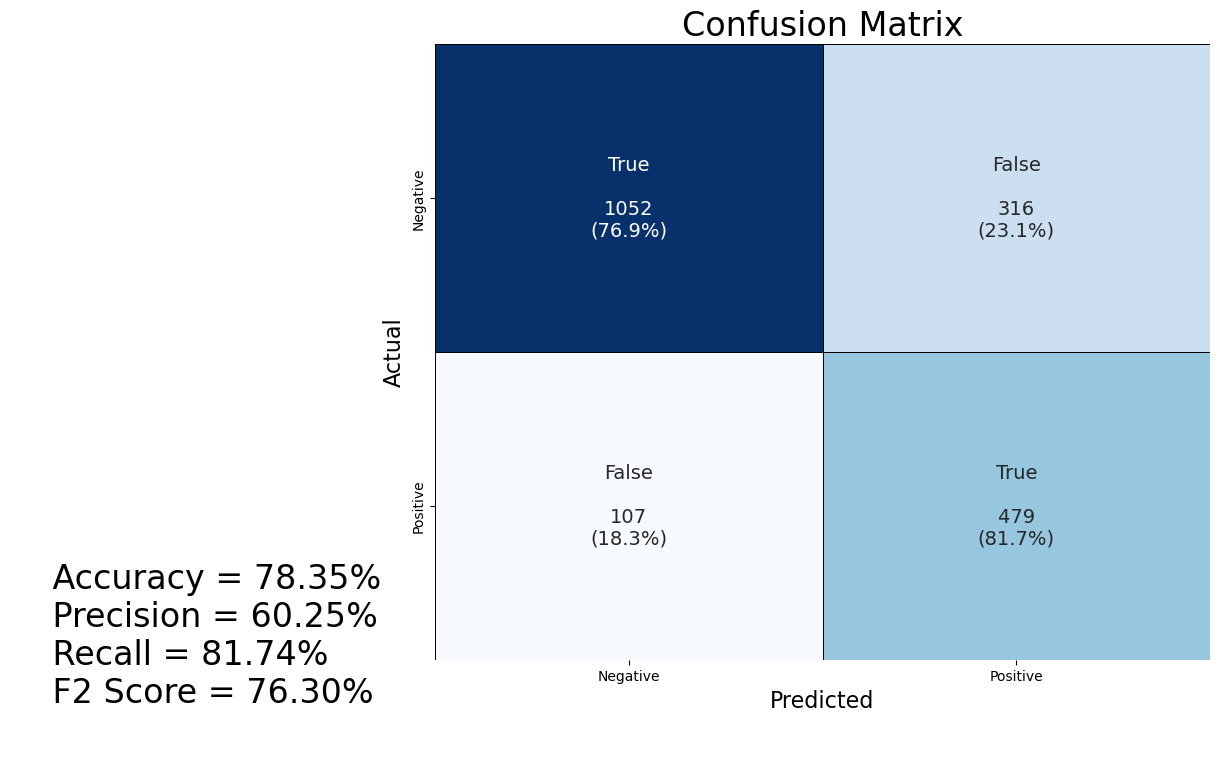 Confusion Matrix
Negative
True
1052
(76.9%)
False
316
(23.1%)
Actual
Positive
False
107
(18.3%)
True
479
(81.7%)
Accuracy = 78.35%
Precision = 60.25%
Recall = 81.74%
F2 Score = 76.30%
Negative
Positive
Predicted